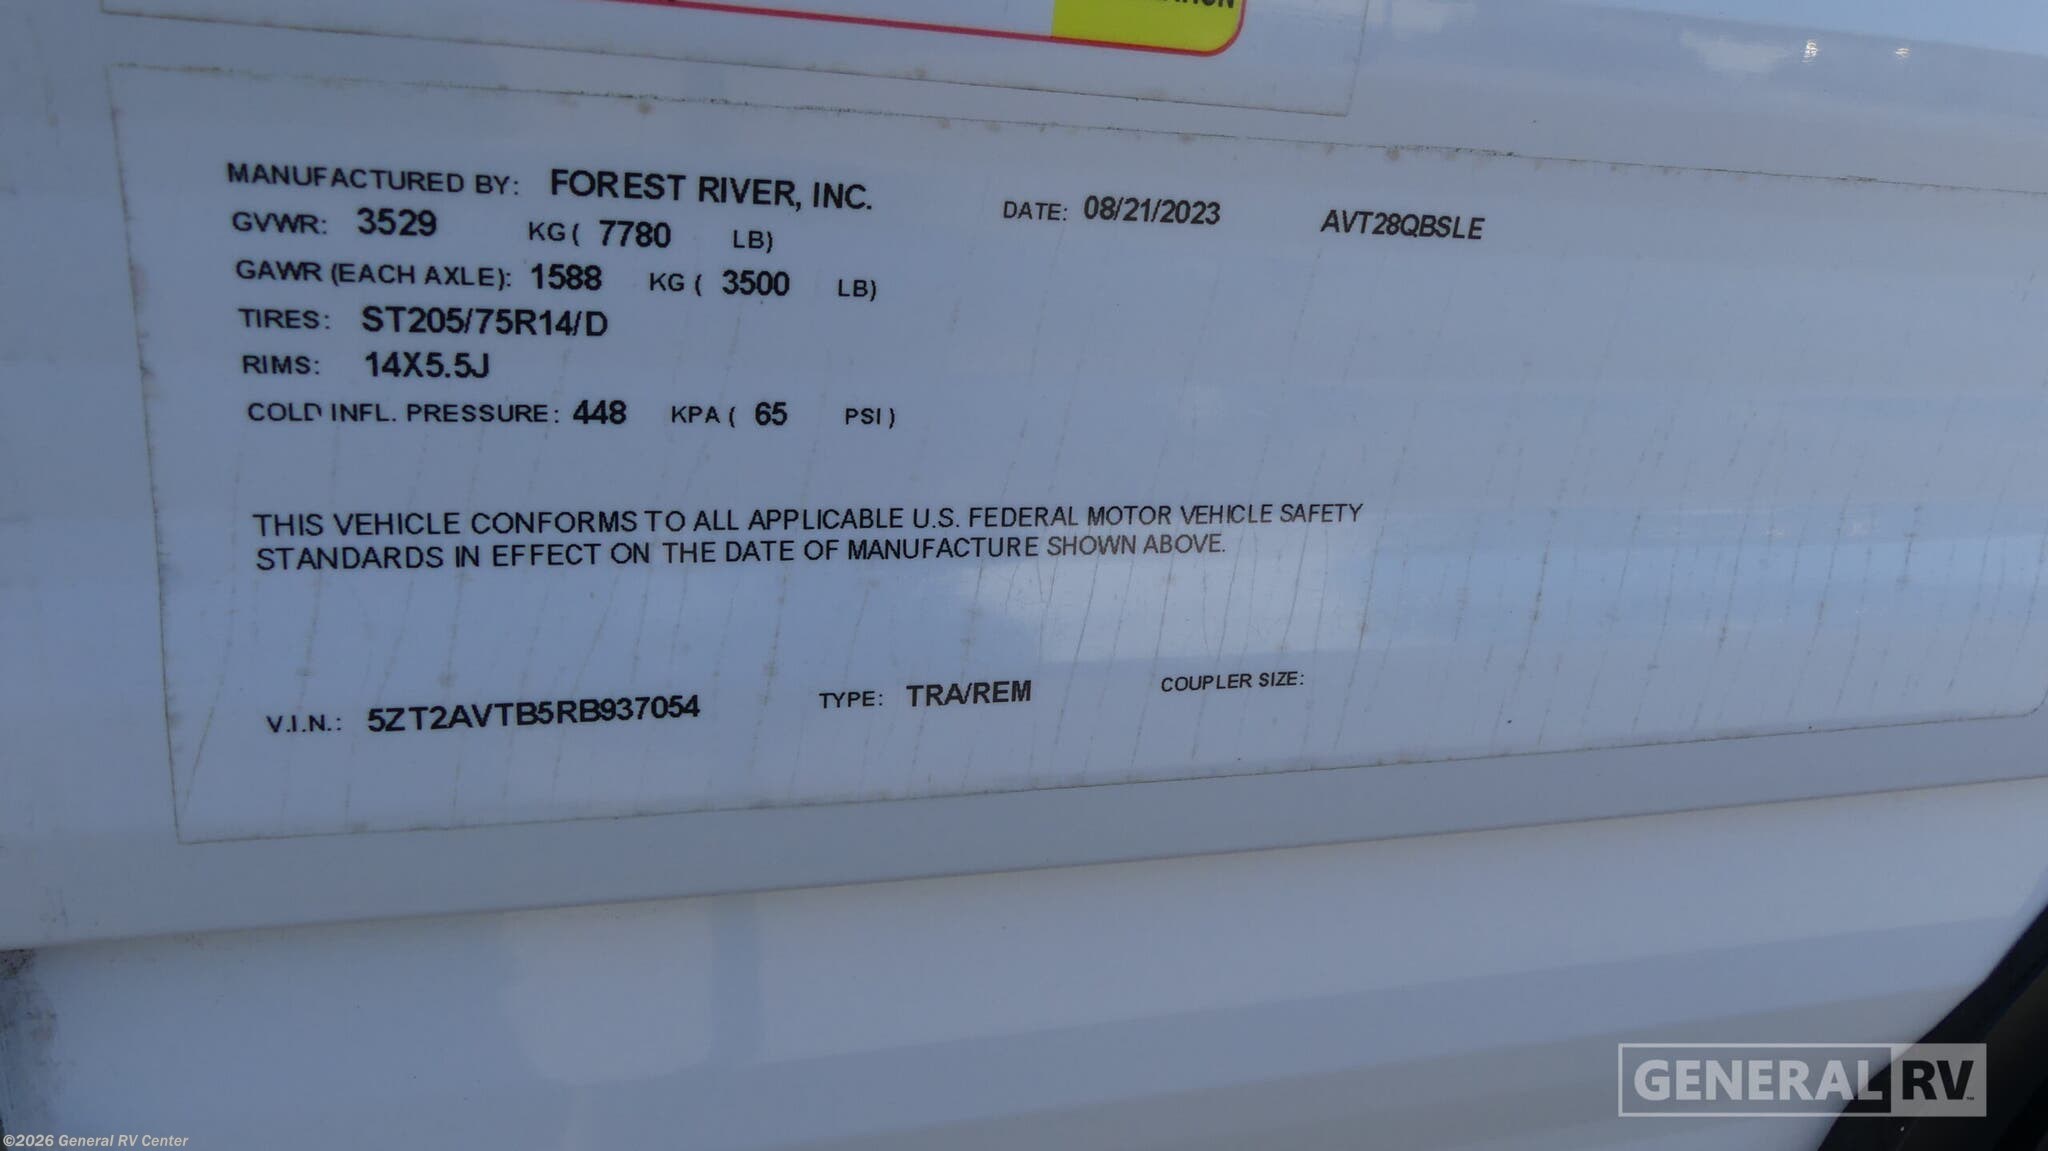 MANUFACTURED BY: FOREST RIVER, INC. DATE: 08/21/2023 AVT28QBSLE
GVWR: 3529 KG ( 7780 LB)
GAWR (EACH AXLE): 1588 KG ( 3500 LB)
TIRES: ST205/75R14/D
RIMS: 14X5.5J
COLD INFL. PRESSURE: 448 KPA ( 65 PSI )
THIS VEHICLE CONFORMS TO ALL APPLICABLE U.S. FEDERAL MOTOR VEHICLE SAFETY
STANDARDS IN EFFECT ON THE DATE OF MANUFACTURE SHOWN ABOVE.
V.I.N.: 5ZT2AVTB5RB937054 TYPE: TRA/REM COUPLER SIZE:
GENERAL RV
©2026 General RV Center